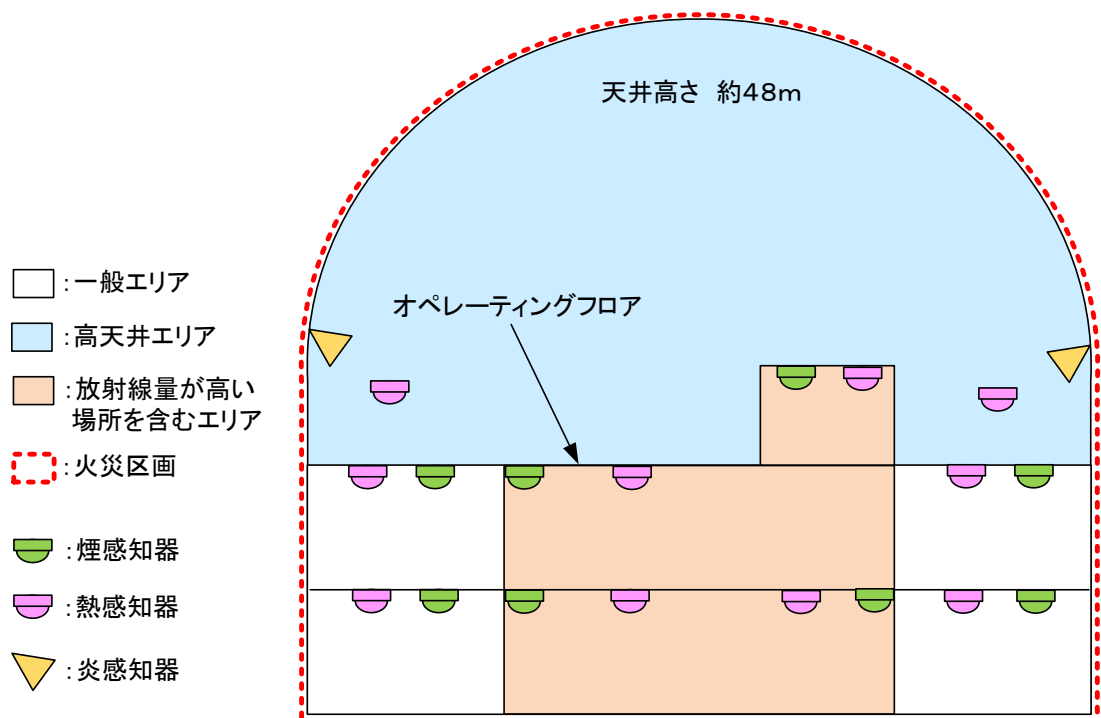 天井高さ 約48m
オペレーティングフロア
:一般エリア
:高天井エリア
:放射線量が高い
場所を含むエリア
:火災区画
:煙感知器
:熱感知器
:炎感知器